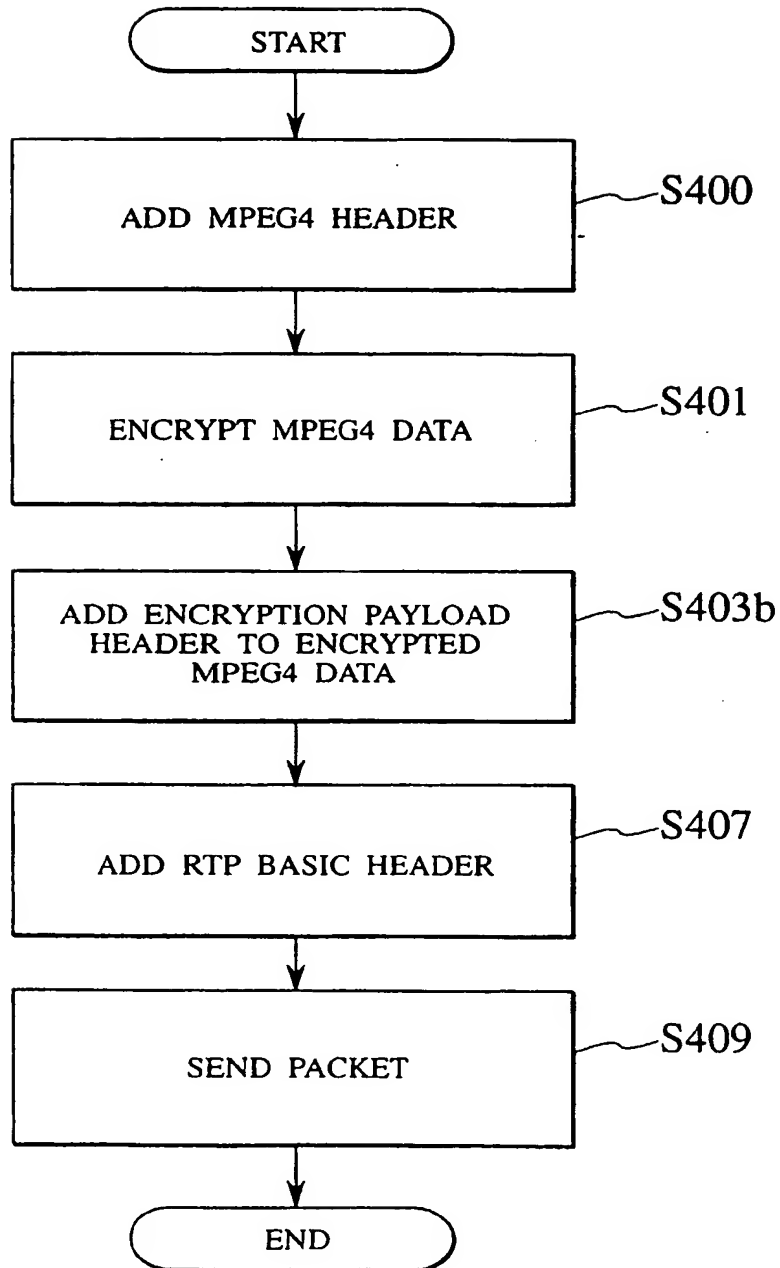 START
ADD MPEG4 HEADER
S400
ENCRYPT MPEG4 DATA
S401
ADD ENCRYPTION PAYLOAD
HEADER TO ENCRYPTED
MPEG4 DATA
S403b
ADD RTP BASIC HEADER
S407
SEND PACKET
S409
END